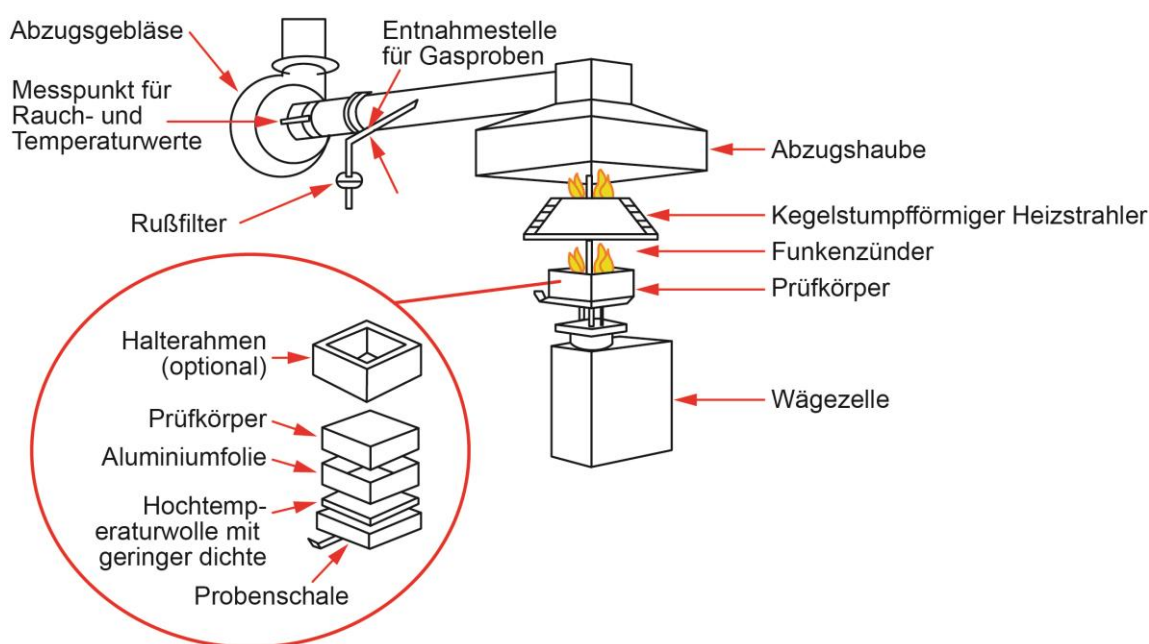 Abzugsgebläse
Entnahmestelle
für Gasproben
Messpunkt für
Rauch- und
Temperaturwerte
Abzugshaube
Rußfilter
Kegelstumpfförmiger Heizstrahler
Funkenzünder
Prüfkörper
Halterahmen
(optional)
Wägezelle
Prüfkörper
Aluminiumfolie
Hochtemp-
eraturwolle mit
geringer dichte
Probenschale